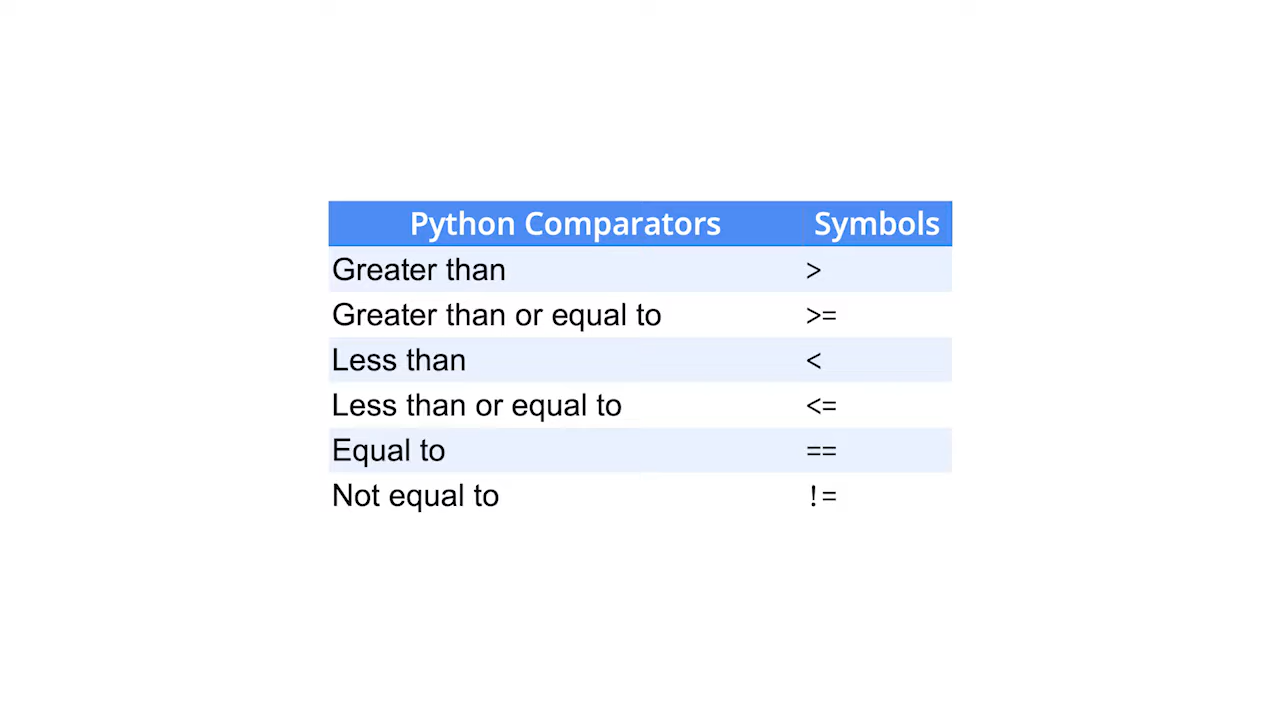 Python Comparators Symbols
Greater than >
Greater than or equal to >=
Less than <
Less than or equal to <=
Equal to ==
Not equal to !=